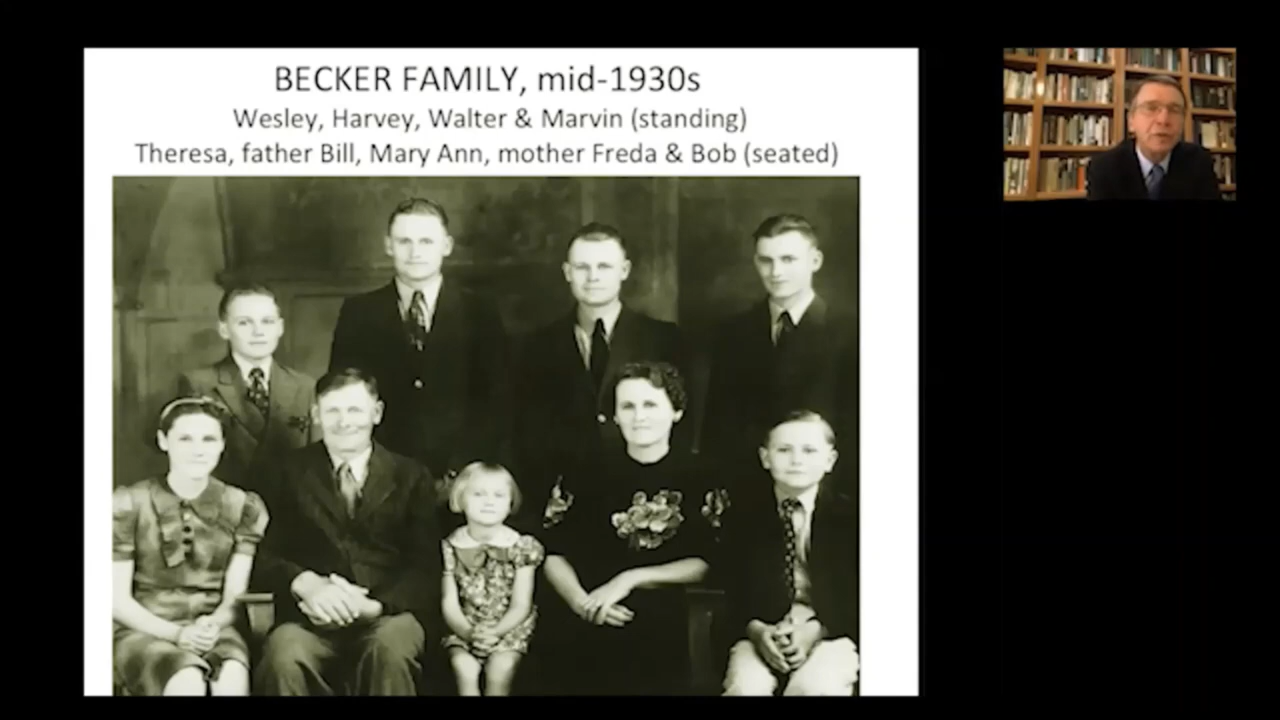 BECKER FAMILY, mid-1930s
Wesley, Harvey, Walter & Marvin (standing)
Theresa, father Bill, Mary Ann, mother Freda & Bob (seated)